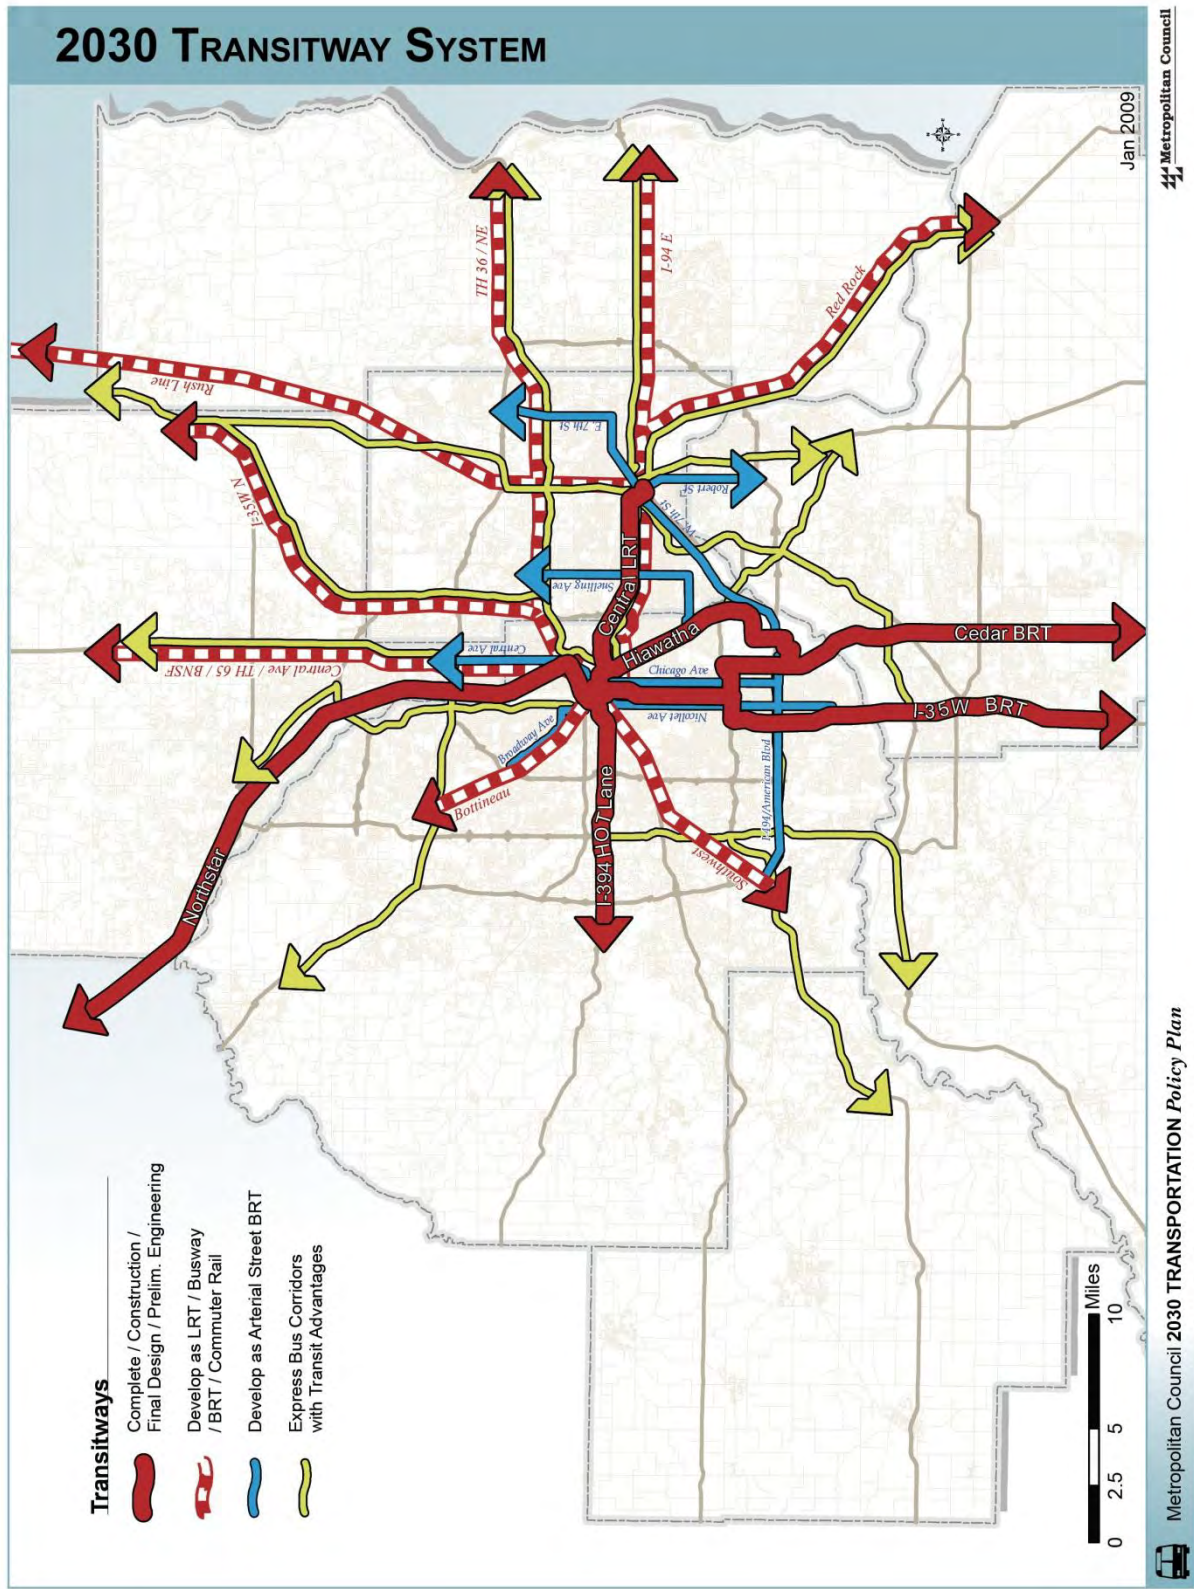 2030 TRANSITWAY SYSTEM
Rush Line
I-35W N
Central Ave / TH 65 / BNSF
Northstar
TH 36 / NE
I-94 E
Red Rock
E. 7th St
Robert St
W. 7th St
Snelling Ave
Central LRT
Hiawatha
Central Ave
Chicago Ave
Nicollet Ave
Broadway Ave
Bottineau
I-394 HOT Lane
Southwest
I-494/American Blvd
Cedar BRT
I-35W BRT
Transitways
Complete / Construction /
Final Design / Prelim. Engineering
Develop as LRT / Busway
/ BRT / Commuter Rail
Develop as Arterial Street BRT
Express Bus Corridors
with Transit Advantages
0 2.5 5 10
Miles
Jan 2009
Metropolitan Council 2030 TRANSPORTATION Policy Plan
Metropolitan Council